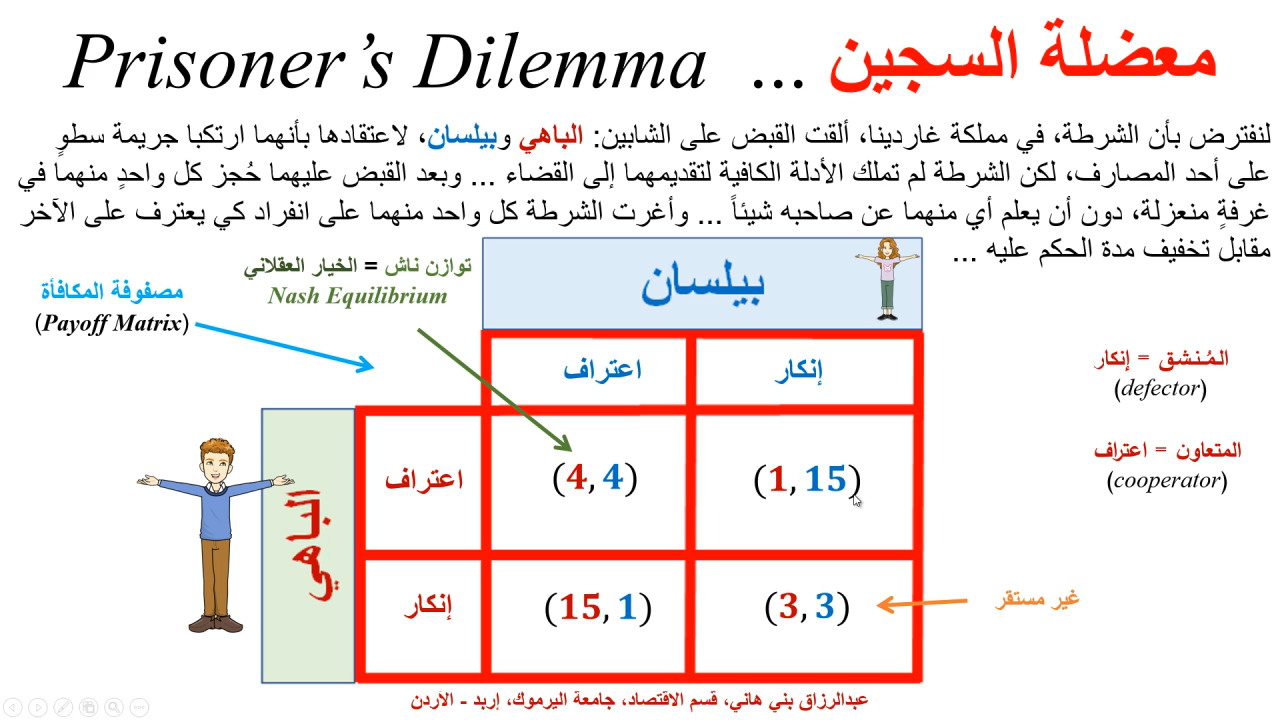 Prisoner’s Dilemma ... معضلة السجين
لنفترض بأن الشرطة، في مملكة غاردينا، ألقت القبض على الشابين: الباهي وبيلسان، لاعتقادها بأنهما ارتكبا جريمة سطوٍ
على أحد المصارف، لكن الشرطة لم تملك الأدلة الكافية لتقديمهما إلى القضاء ... وبعد القبض عليهما حُجز كل واحدٍ منهما في
غرفةٍ منعزلة، دون أن يعلم أي منهما عن صاحبه شيئاً ... وأغرت الشرطة كل واحد منهما على انفراد كي يعترف على الآخر
مقابل تخفيف مدة الحكم عليه ...
توازن ناش = الخيار العقلاني
Nash Equilibrium
مصفوفة المكافأة
(Payoff Matrix)
بيلسان
إنكار
اعتراف
المُنشق = إنكار
(defector)
المتعاون = اعتراف
(cooperator)
الباهي
اعتراف
(4, 4)
(1, 15)
إنكار
(15, 1)
(3, 3)
غير مستقر
عبدالرزاق بني هاني، قسم الاقتصاد، جامعة اليرموك، إربد - الاردن